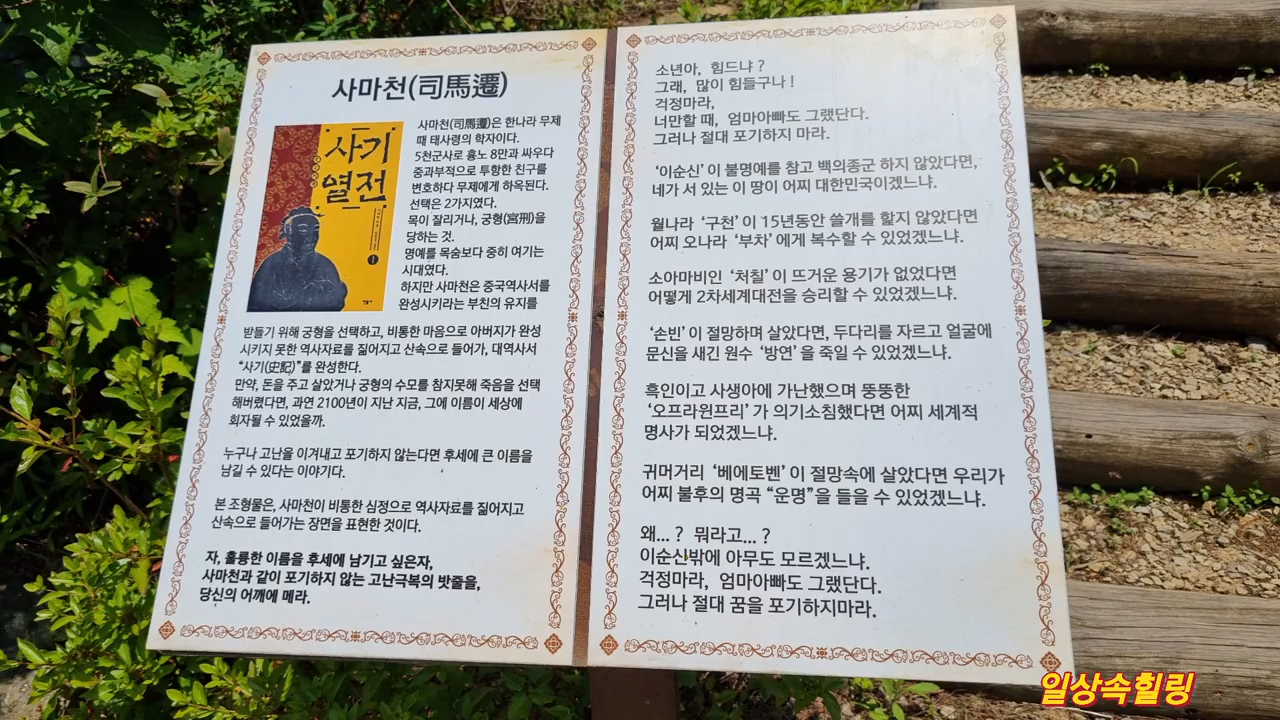 사마천(司馬遷)
사기
열전
1
사마천(司馬遷)은 한나라 무제
때 태사령의 학자이다.
5천군사로 흉노 8만과 싸우다
중과부적으로 투항한 친구를
변호하다 무제에게 하옥된다.
선택은 2가지였다.
목이 잘리거나, 궁형(宮刑)을
당하는 것.
명예를 목숨보다 중히 여기는
시대였다.
하지만 사마천은 중국역사서를
완성시키라는 부친의 유지를
받들기 위해 궁형을 선택하고, 비통한 마음으로 아버지가 완성
시키지 못한 역사자료를 짊어지고 산속으로 들어가, 대역사서
“사기(史記)”를 완성한다.
만약, 돈을 주고 살았거나 궁형의 수모를 참지못해 죽음을 선택
해버렸다면, 과연 2100년이 지난 지금, 그에 이름이 세상에
회자될 수 있었을까.
누구나 고난을 이겨내고 포기하지 않는다면 후세에 큰 이름을
남길 수 있다는 이야기다.
본 조형물은, 사마천이 비통한 심정으로 역사자료를 짊어지고
산속으로 들어가는 장면을 표현한 것이다.
자, 훌륭한 이름을 후세에 남기고 싶은자,
사마천과 같이 포기하지 않는 고난극복의 밧줄을,
당신의 어깨에 메라.
소년아, 힘드냐 ?
그래, 많이 힘들구나 !
걱정마라,
너만할 때, 엄마아빠도 그랬단다.
그러나 절대 포기하지 마라.
‘이순신’이 불명예를 참고 백의종군 하지 않았다면,
네가 서 있는 이 땅이 어찌 대한민국이겠느냐.
월나라 ‘구천’이 15년동안 쓸개를 핥지 않았다면
어찌 오나라 ‘부차’에게 복수할 수 있었겠느냐.
소아마비인 ‘처칠’이 뜨거운 용기가 없었다면
어떻게 2차세계대전을 승리할 수 있었겠느냐.
‘손빈’이 절망하며 살았다면, 두다리를 자르고 얼굴에
문신을 새긴 원수 ‘방연’을 죽일 수 있었겠느냐.
흑인이고 사생아에 가난했으며 뚱뚱한
‘오프라윈프리’가 의기소침했다면 어찌 세계적
명사가 되었겠느냐.
귀머거리 ‘베에토벤’이 절망속에 살았다면 우리가
어찌 불후의 명곡 “운명”을 들을 수 있었겠느냐.
왜... ? 뭐라고... ?
이순신밖에 아무도 모르겠느냐.
걱정마라, 엄마아빠도 그랬단다.
그러나 절대 꿈을 포기하지마라.
일상속힐링